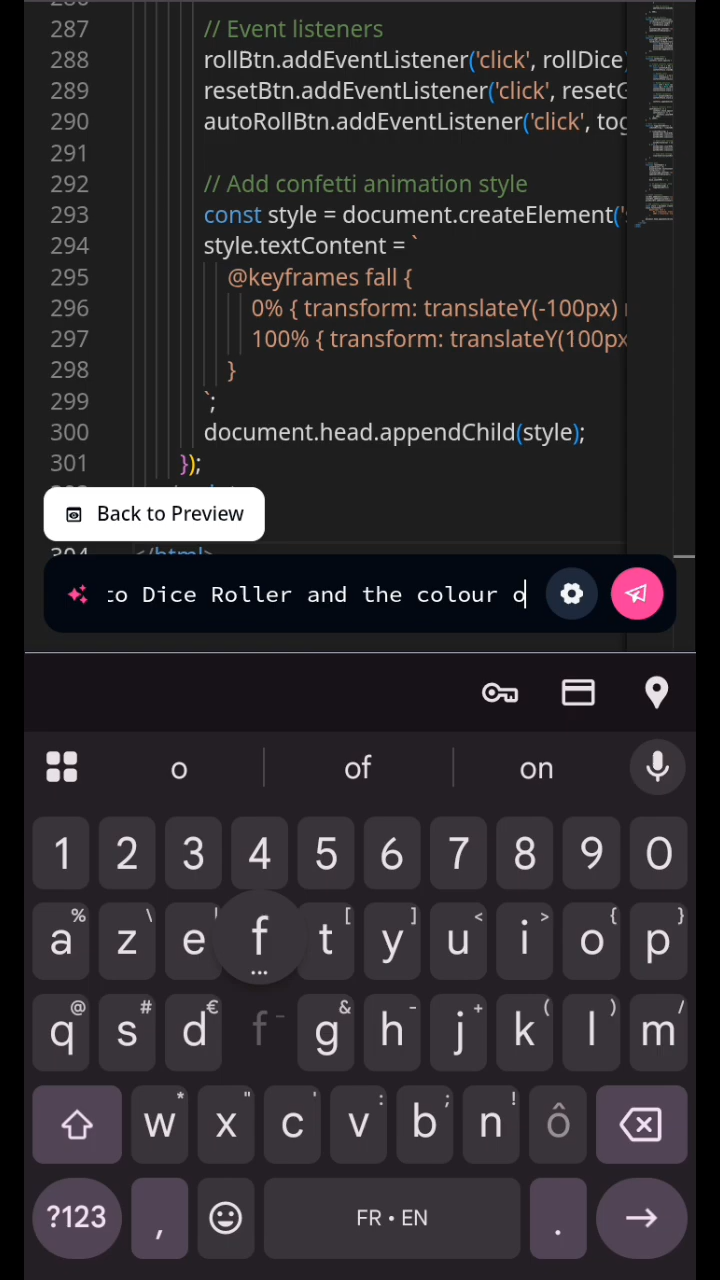 287 // Event listeners
288 rollBtn.addEventListener('click', rollDice)
289 resetBtn.addEventListener('click', reset
290 autoRollBtn.addEventListener('click', tog
291
292 // Add confetti animation style
293 const style = document.createElement('
294 style.textContent = `
295 @keyframes fall {
296 0% { transform: translateY(-100px)
297 100% { transform: translateY(100px
298 }
299 `;
300 document.head.appendChild(style);
301 });
Back to Preview
304 </html>
to Dice Roller and the colour o
o of on
1 2 3 4 5 6 7 8 9 0
% \ [ ] < > { }
a z e f t y u i o p
@ # € - & - + ( ) /
q s d f g h j k l m
* " ' : ; !
w x c v b n ô
?123 , FR • EN .